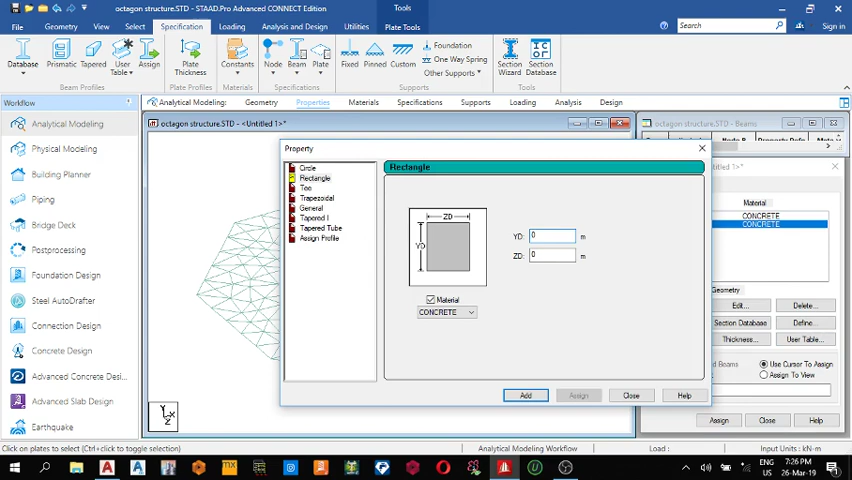 octagon structure.STD - STAAD.Pro Advanced CONNECT Edition
Tools
File Geometry View Select Specification Loading Analysis and Design Utilities Plate Tools
Search
Sign in
Database Prismatic Tapered User Table Assign
Beam Profiles
Plate Thickness
Plate Profiles
Constants
Materials
Node Beam Plate
Specifications
Fixed Pinned Custom
Foundation
One Way Spring
Other Supports
Supports
Section Wizard Section Database
Tools
Workflow
Analytical Modeling: Geometry Properties Materials Specifications Supports Loading Analysis Design
Analytical Modeling
Physical Modeling
Building Planner
Piping
Bridge Deck
Postprocessing
Foundation Design
Steel AutoDrafter
Connection Design
Concrete Design
Advanced Concrete Desi...
Advanced Slab Design
Earthquake
octagon structure.STD - <Untitled 1>*
octagon structure.STD - Beams
Property
Circle
Rectangle
Tee
Trapezoidal
General
Tapered I
Tapered Tube
Assign Profile
Rectangle
ZD
YD
YD: 0 m
ZD: 0 m
Material
CONCRETE
Add Assign Close Help
Material
CONCRETE
CONCRETE
Edit... Delete...
Section Database Define...
Thickness... User Table...
Use Cursor To Assign
Assign To View
Assign Close Help
Y X
Z
Click on plates to select (Ctrl+click to toggle selection)
Analytical Modeling Workflow
Load :
Input Units : kN-m
ENG
US
7:26 PM
26-Mar-19